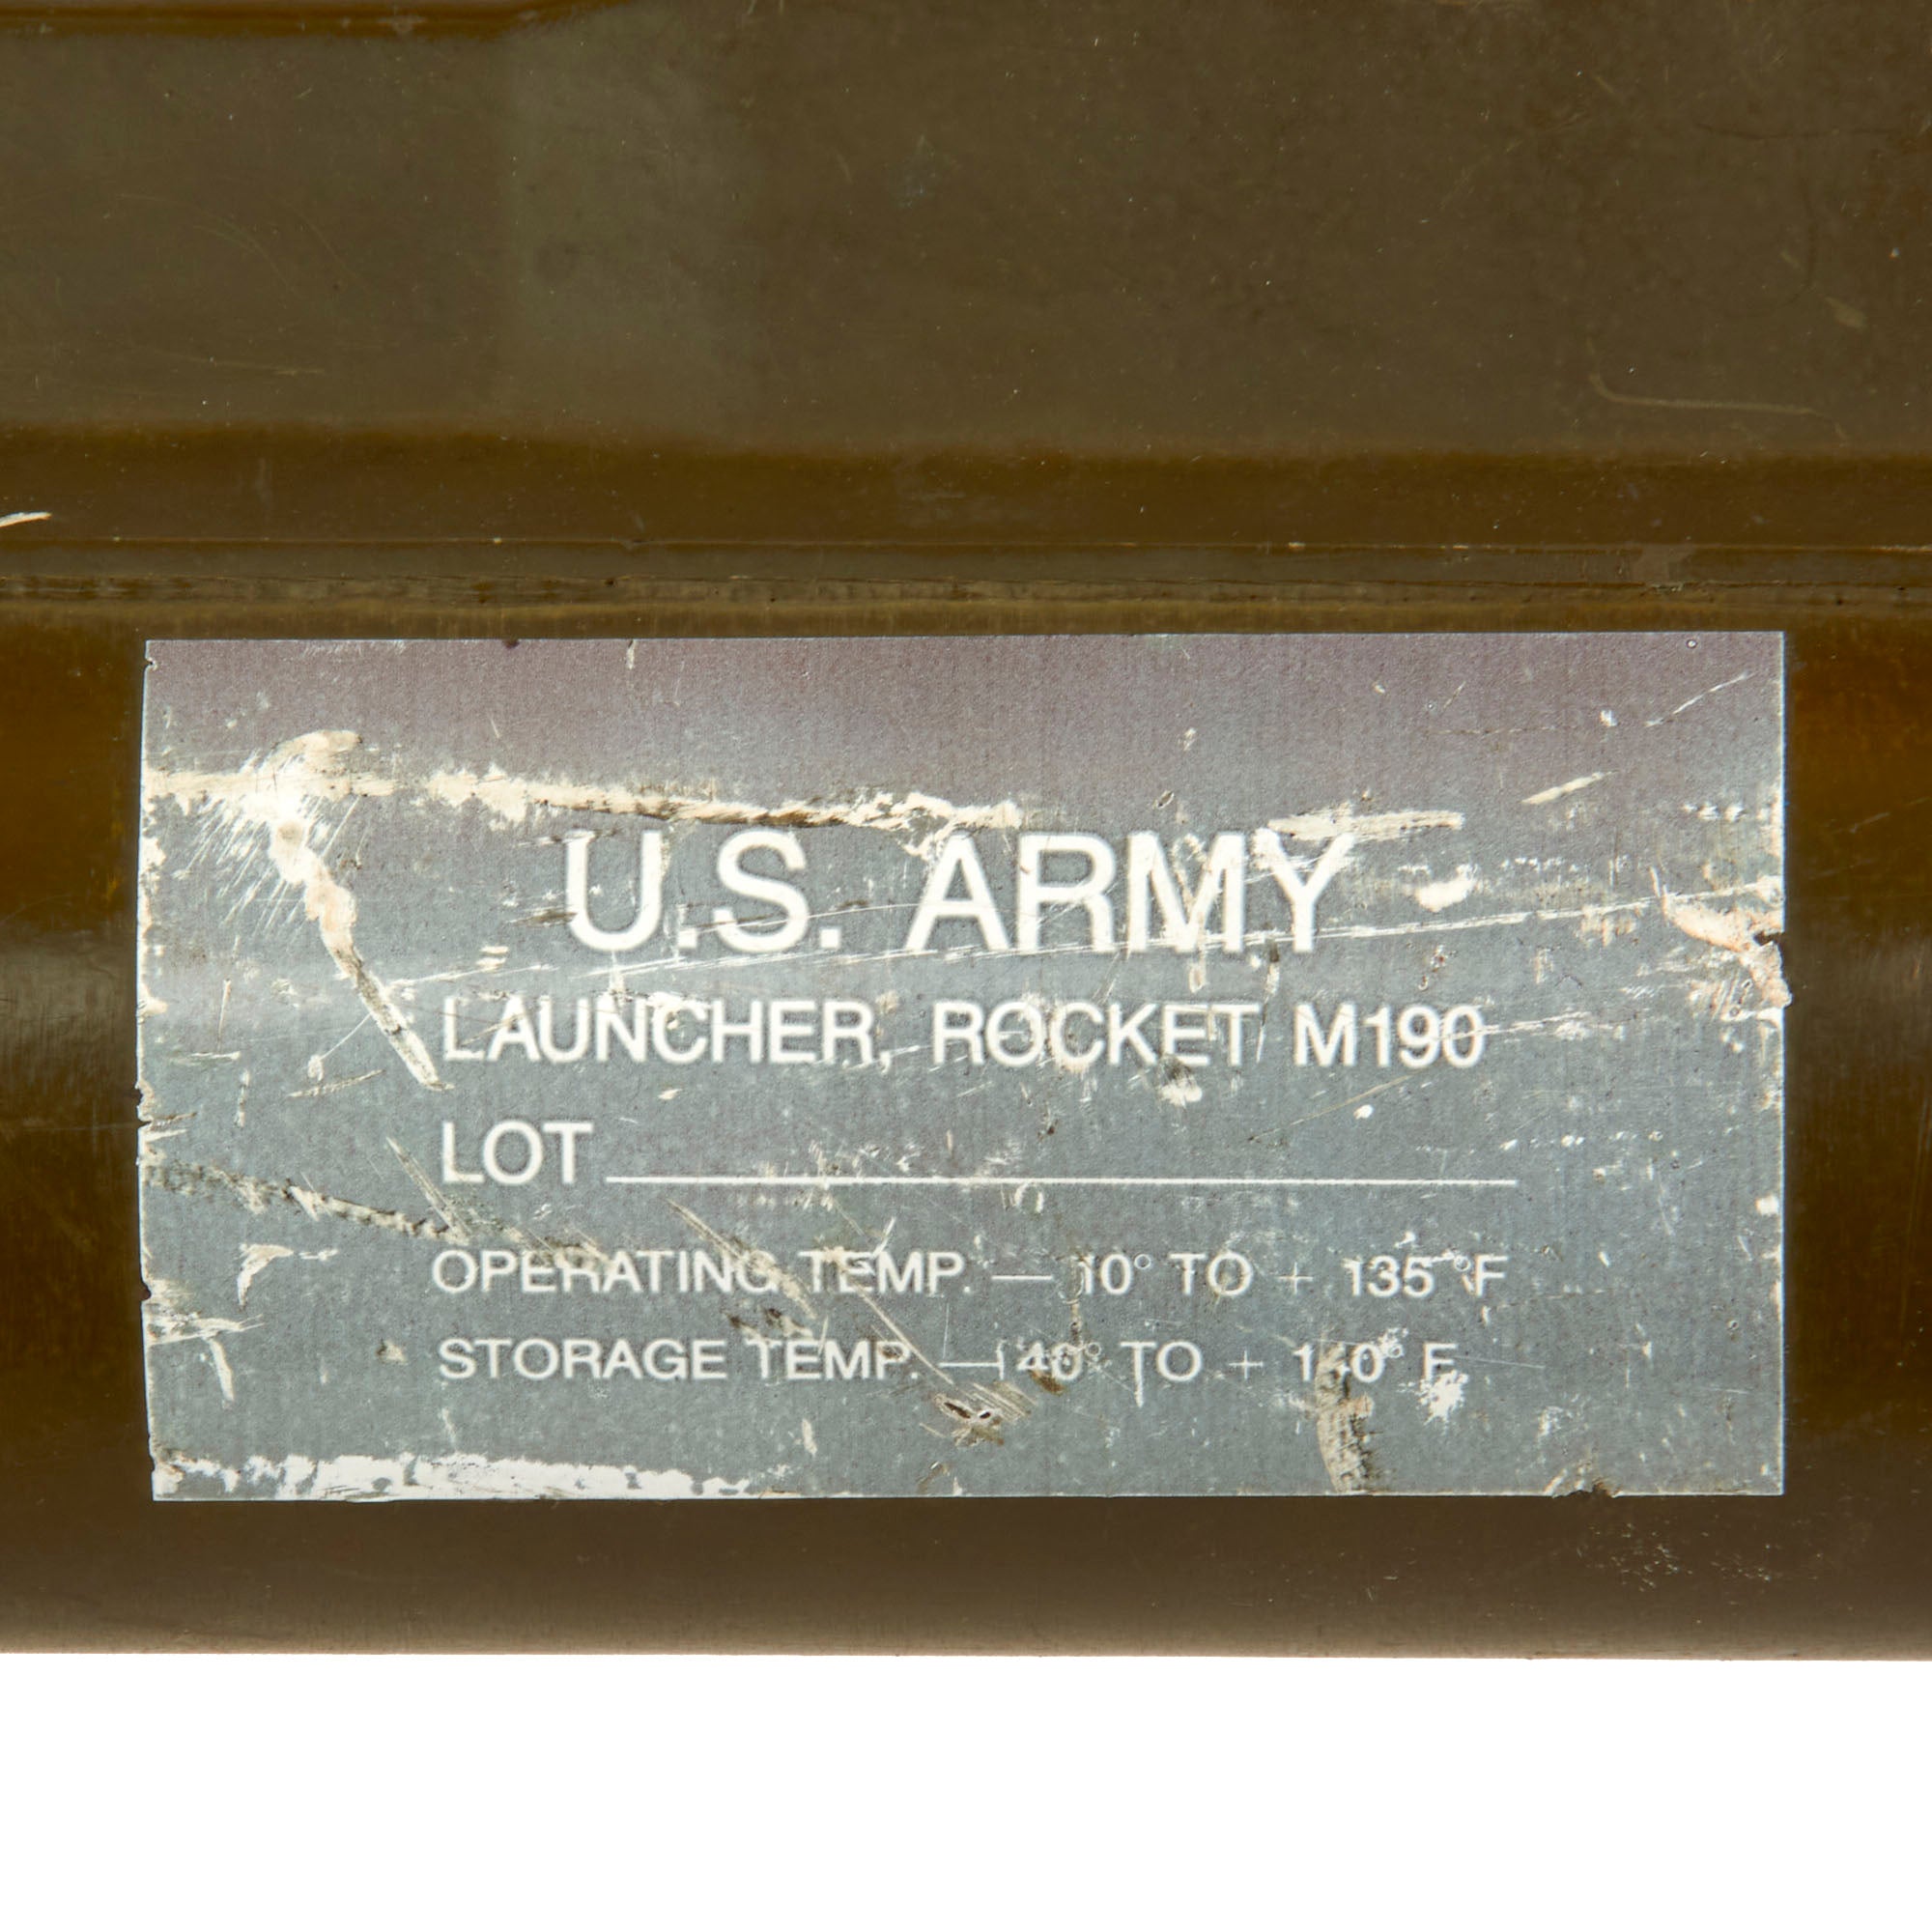 U.S. ARMY
LAUNCHER, ROCKET M190
LOT
OPERATING TEMP. — 10° TO + 135 °F
STORAGE TEMP. — 40° TO + F